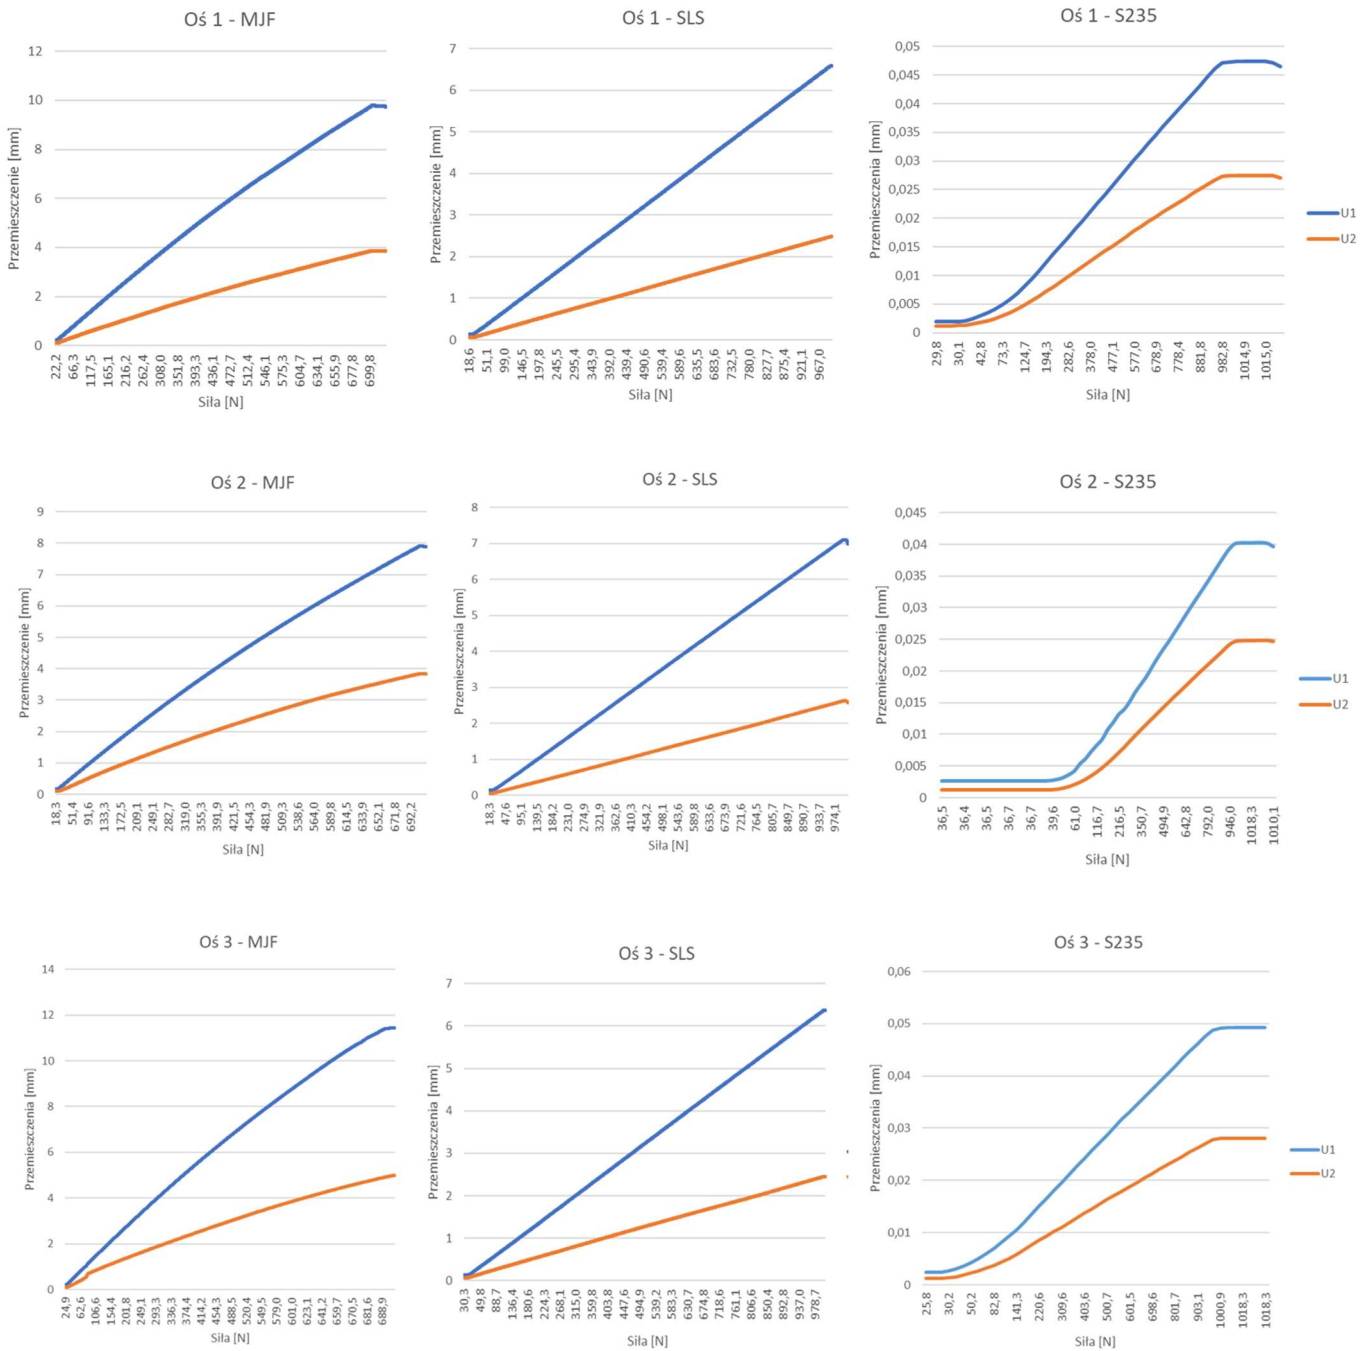 Oś 1 - MJF
Przemieszczenie [mm]
12
10
8
6
4
2
0
22,2 66,3 117,5 165,1 216,2 262,4 308,0 351,8 393,3 436,1 472,7 512,4 546,1 575,3 604,7 634,1 655,9 677,8 699,8
Siła [N]
Oś 1 - SLS
Przemieszczenie [mm]
7
6
5
4
3
2
1
0
18,6 51,1 99,0 146,5 197,8 245,5 295,4 343,9 392,0 439,4 490,6 539,4 589,6 635,5 683,6 732,5 780,0 827,7 875,4 921,1 967,0
Siła [N]
Oś 1 - S235
Przemieszczenia [mm]
0,05
0,045
0,04
0,035
0,03
0,025
0,02
0,015
0,01
0,005
0
29,8 30,1 42,8 73,3 124,7 194,3 282,6 378,0 477,1 577,0 678,9 778,4 881,8 982,8 1014,9 1015,0
Siła [N]
U1
U2
Oś 2 - MJF
Przemieszczenie [mm]
9
8
7
6
5
4
3
2
1
0
18,3 51,4 91,6 133,3 172,5 209,1 249,1 282,7 319,0 355,3 391,9 421,5 454,3 481,9 509,3 538,6 564,0 589,8 614,5 633,9 652,1 671,8 692,2
Siła [N]
Oś 2 - SLS
Przemieszczenia [mm]
8
7
6
5
4
3
2
1
0
18,3 47,6 95,1 139,5 184,2 231,0 274,9 321,9 362,6 410,3 454,2 498,1 543,6 589,8 633,6 673,9 721,6 764,5 805,7 849,7 890,7 933,7 974,1
Siła [N]
Oś 2 - S235
Przemieszczenia [mm]
0,045
0,04
0,035
0,03
0,025
0,02
0,015
0,01
0,005
0
36,5 36,4 36,5 36,7 36,7 39,6 61,0 116,7 216,5 350,7 494,9 642,8 792,0 946,0 1018,3 1010,1
Siła [N]
U1
U2
Oś 3 - MJF
Przemieszczenia [mm]
14
12
10
8
6
4
2
0
24,9 62,6 106,6 154,4 201,8 249,1 293,3 336,3 374,4 414,2 454,3 488,5 520,4 549,5 579,0 601,0 623,1 641,2 659,7 670,5 681,6 688,9
Siła [N]
Oś 3 - SLS
Przemieszczenia [mm]
7
6
5
4
3
2
1
0
30,3 49,8 88,7 136,4 180,6 224,3 268,1 315,0 359,8 403,8 447,6 494,9 539,2 583,3 630,7 674,8 718,6 761,1 806,6 850,4 892,8 937,0 978,7
Siła [N]
Oś 3 - S235
Przemieszczenia [mm]
0,06
0,05
0,04
0,03
0,02
0,01
0
25,8 30,2 50,2 82,8 141,3 220,6 309,6 403,6 500,7 601,5 698,6 801,7 903,1 1000,9 1018,3 1018,3
Siła [N]
U1
U2